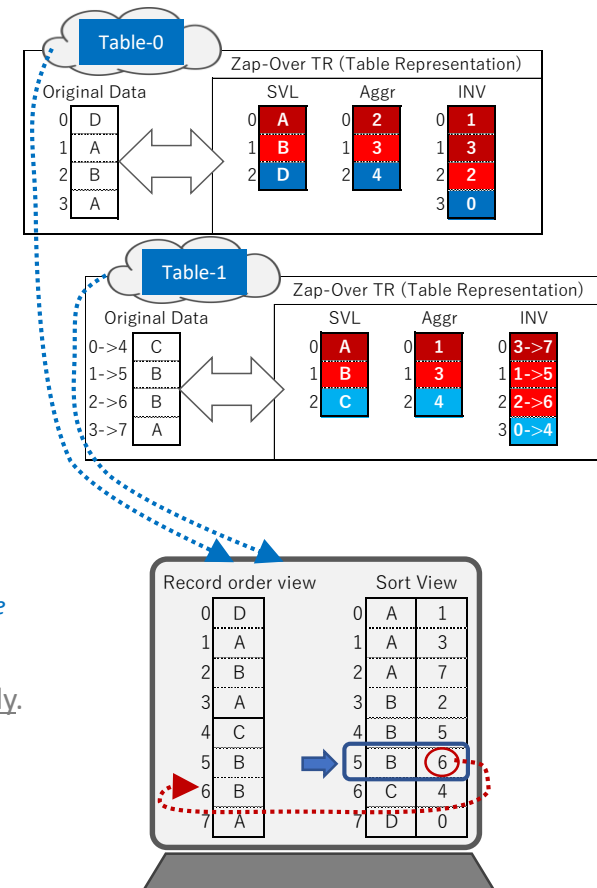 Table-0
Zap-Over TR (Table Representation)
Original Data SVL Aggr INV
0 D 0 A 0 2 0 1
1 A 1 B 1 3 1 3
2 B 2 D 2 4 2 2
3 A 3 0
Table-1
Zap-Over TR (Table Representation)
Original Data SVL Aggr INV
0->4 C 0 A 0 1 0 3->7
1->5 B 1 B 1 3 1 1->5
2->6 B 2 C 2 4 2 2->6
3->7 A 3 0->4
Record order view Sort View
0 D 0 A 1
e
1 A 1 A 3
2 B 2 A 7
ly.
3 A 3 B 2
4 C 4 B 5
5 B 5 B 6
6 B 6 C 4
7 A 7 D 0